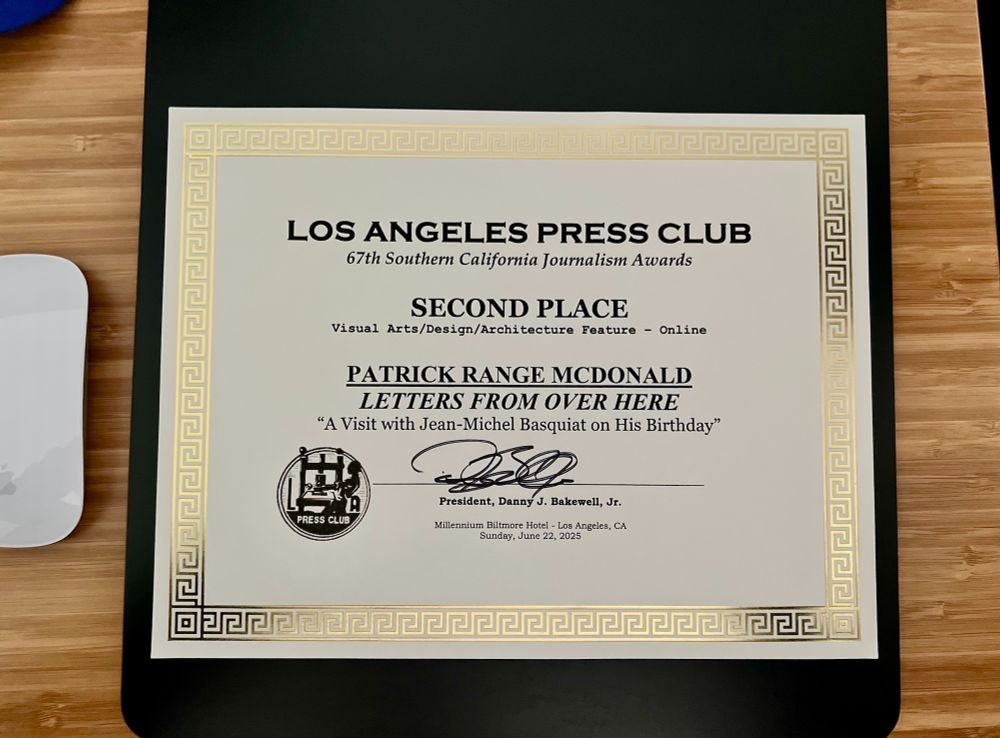 LOS ANGELES PRESS CLUB
67th Southern California Journalism Awards
SECOND PLACE
Visual Arts/Design/Architecture Feature – Online
PATRICK RANGE MCDONALD
LETTERS FROM OVER HERE
“A Visit with Jean-Michel Basquiat on His Birthday”
L A
PRESS CLUB
President, Danny J. Bakewell, Jr.
Millennium Biltmore Hotel - Los Angeles, CA
Sunday, June 22, 2025